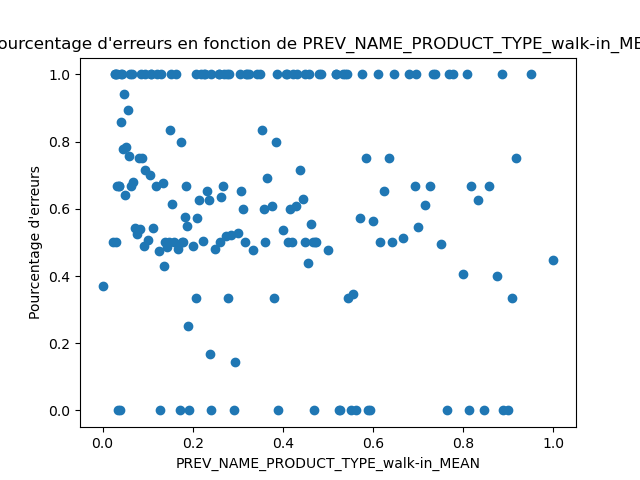 ourcentage d'erreurs en fonction de PREV_NAME_PRODUCT_TYPE_walk-in_ME
Pourcentage d'erreurs
1.0
0.8
0.6
0.4
0.2
0.0
0.0 0.2 0.4 0.6 0.8 1.0
PREV_NAME_PRODUCT_TYPE_walk-in_MEAN